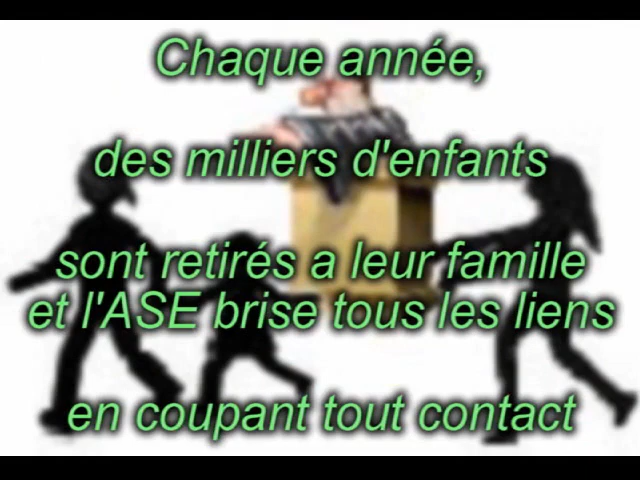 Chaque année,
des milliers d'enfants
sont retirés a leur famille
et l'ASE brise tous les liens
en coupant tout contact